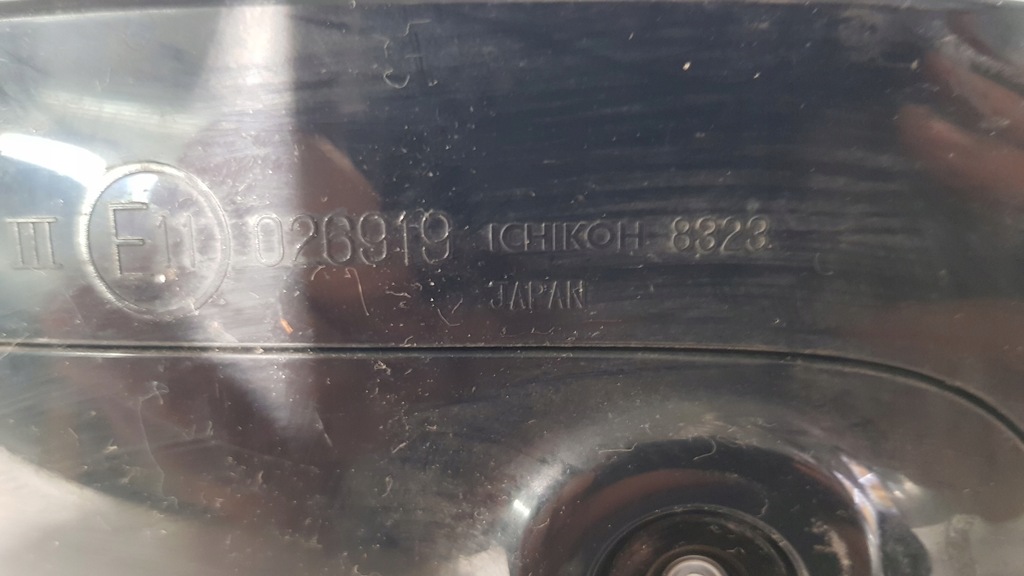 III E11 026919 ICHIKOH 8323
JAPAN